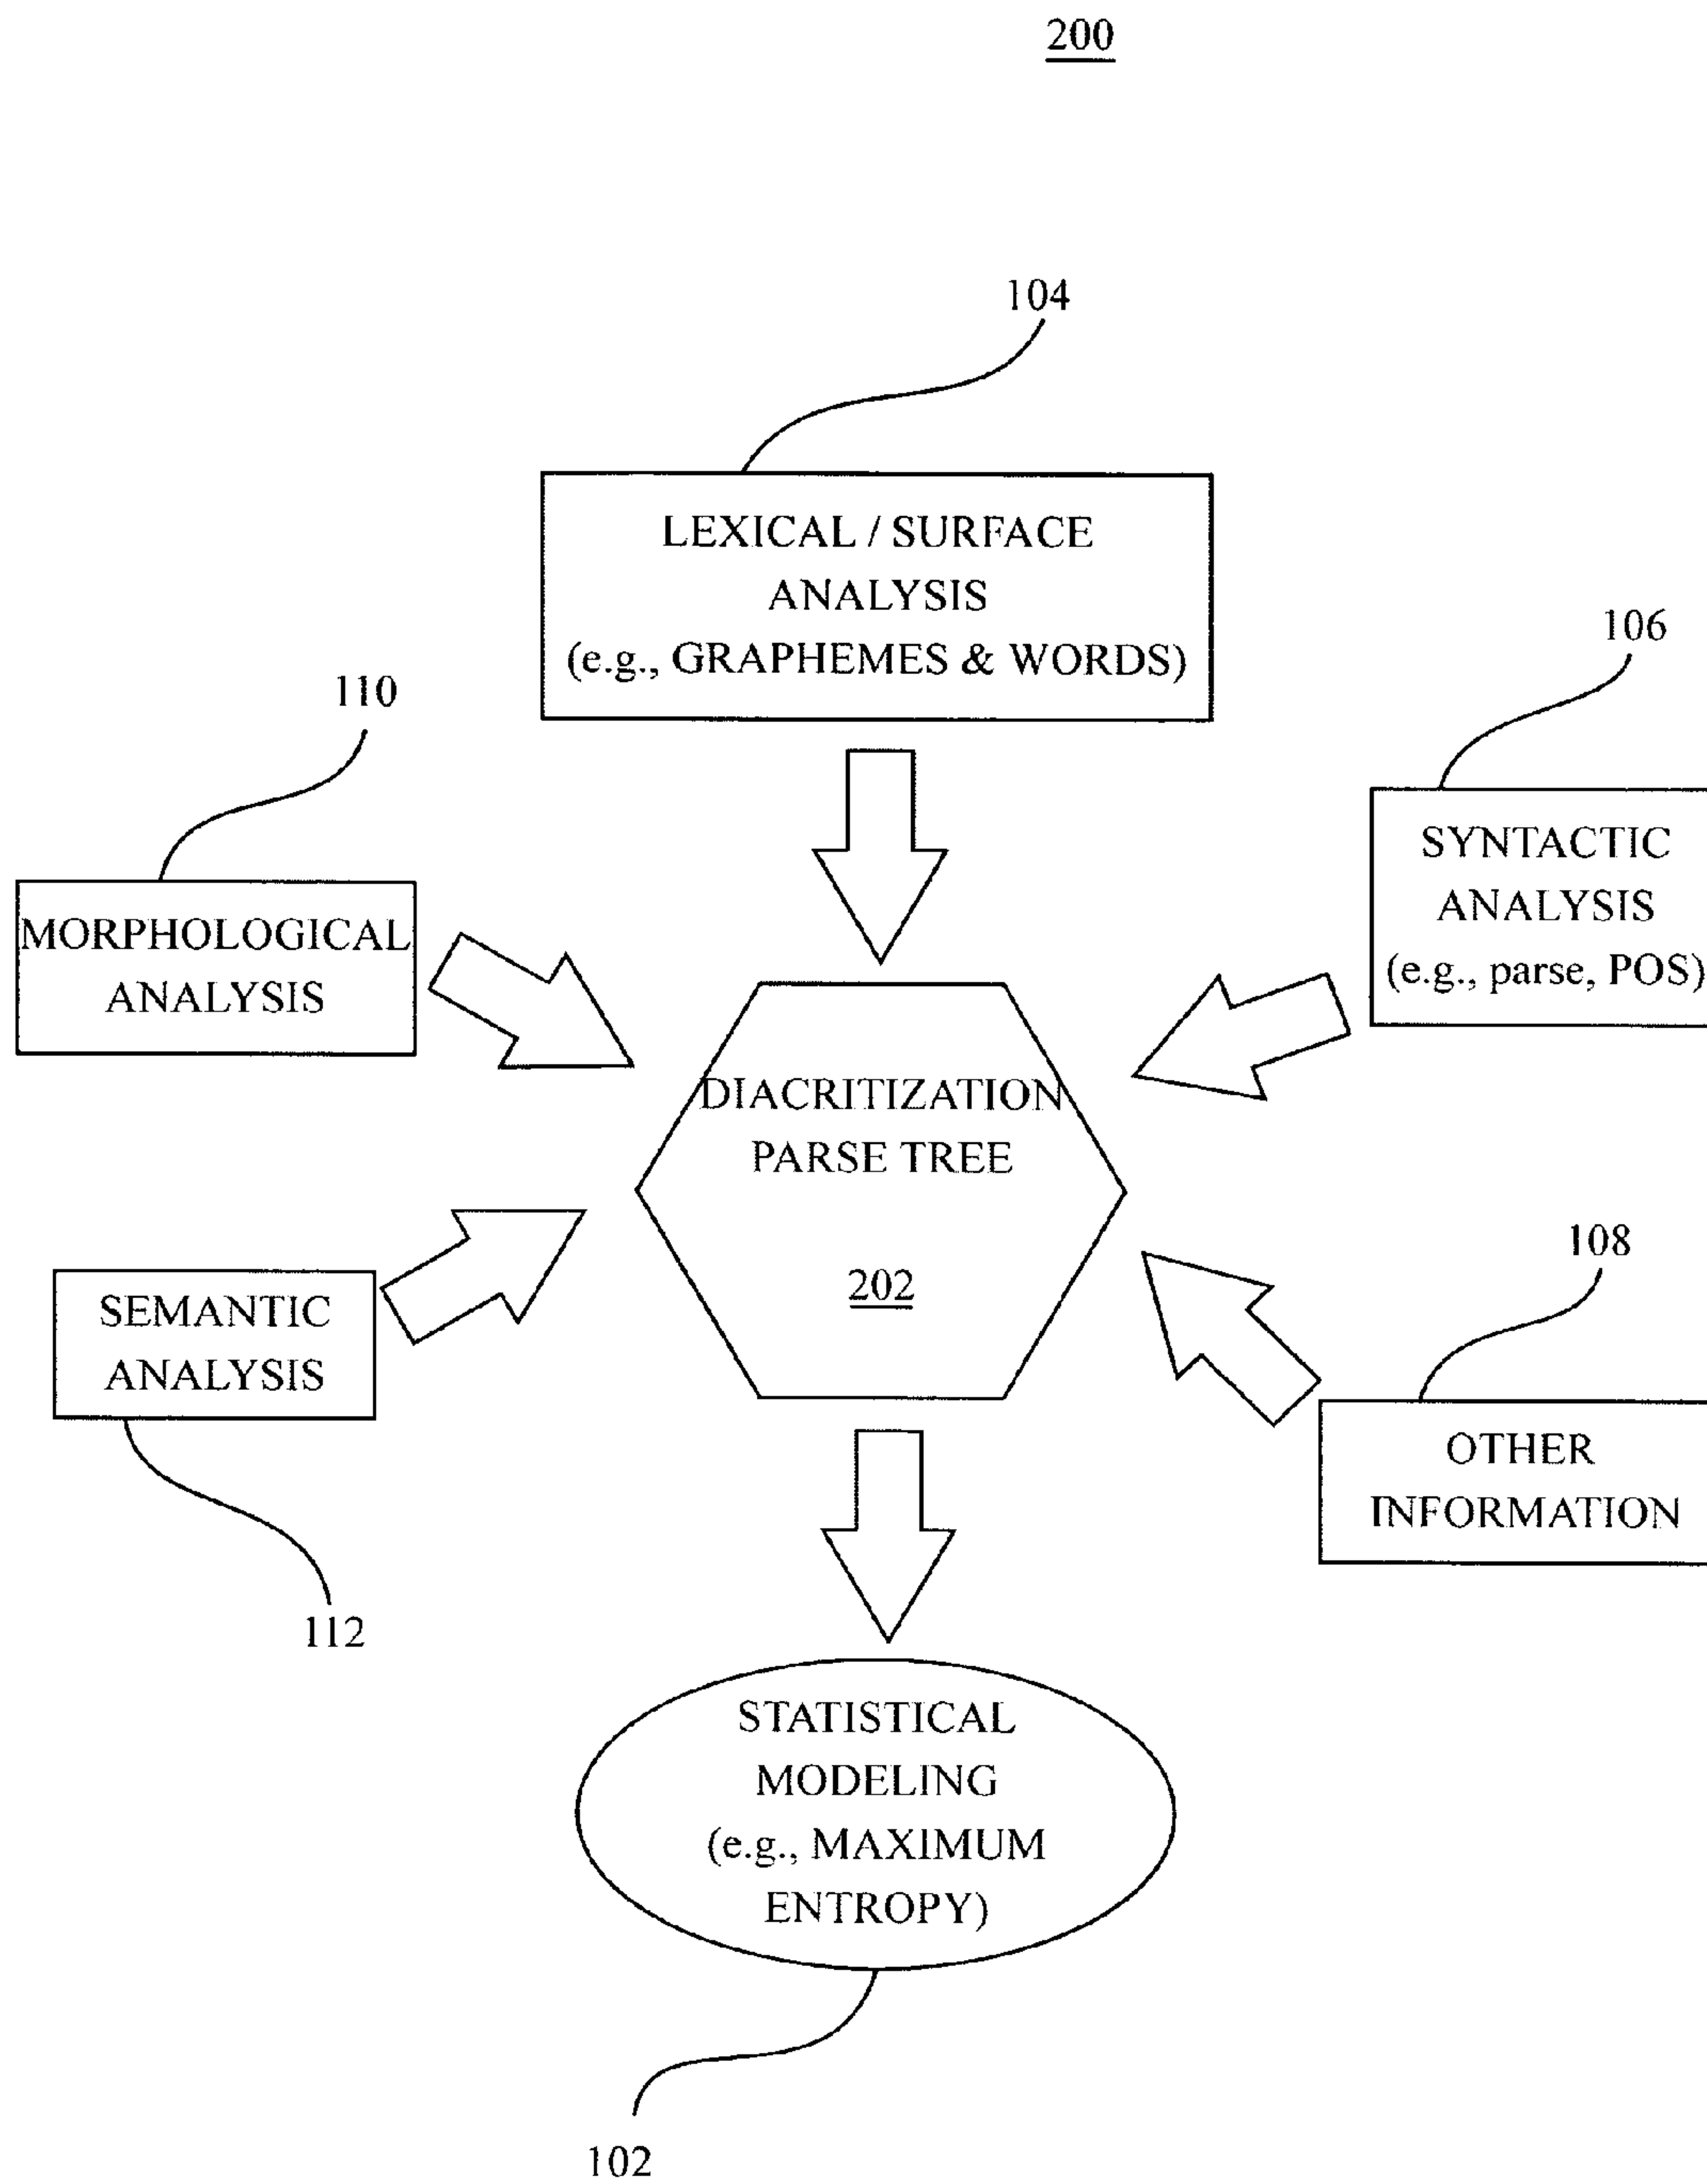 200
104
LEXICAL / SURFACE
ANALYSIS
(e.g., GRAPHEMES & WORDS)
106
110
SYNTACTIC
ANALYSIS
(e.g., parse, POS)
MORPHOLOGICAL
ANALYSIS
DIACRITIZATION
PARSE TREE
202
108
SEMANTIC
ANALYSIS
OTHER
INFORMATION
112
STATISTICAL
MODELING
(e.g., MAXIMUM
ENTROPY)
102